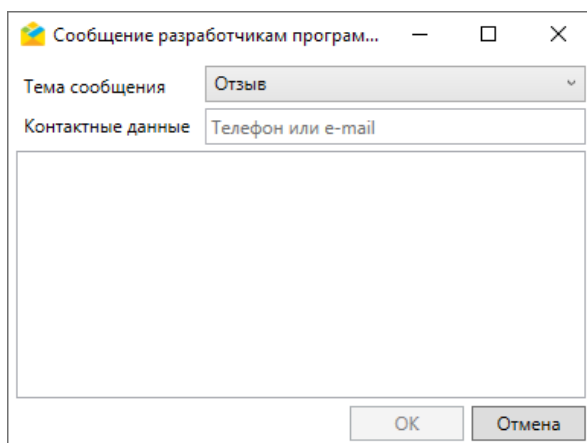 Сообщение разработчикам програм...
Тема сообщения Отзыв
Контактные данные Телефон или e-mail
OK Отмена